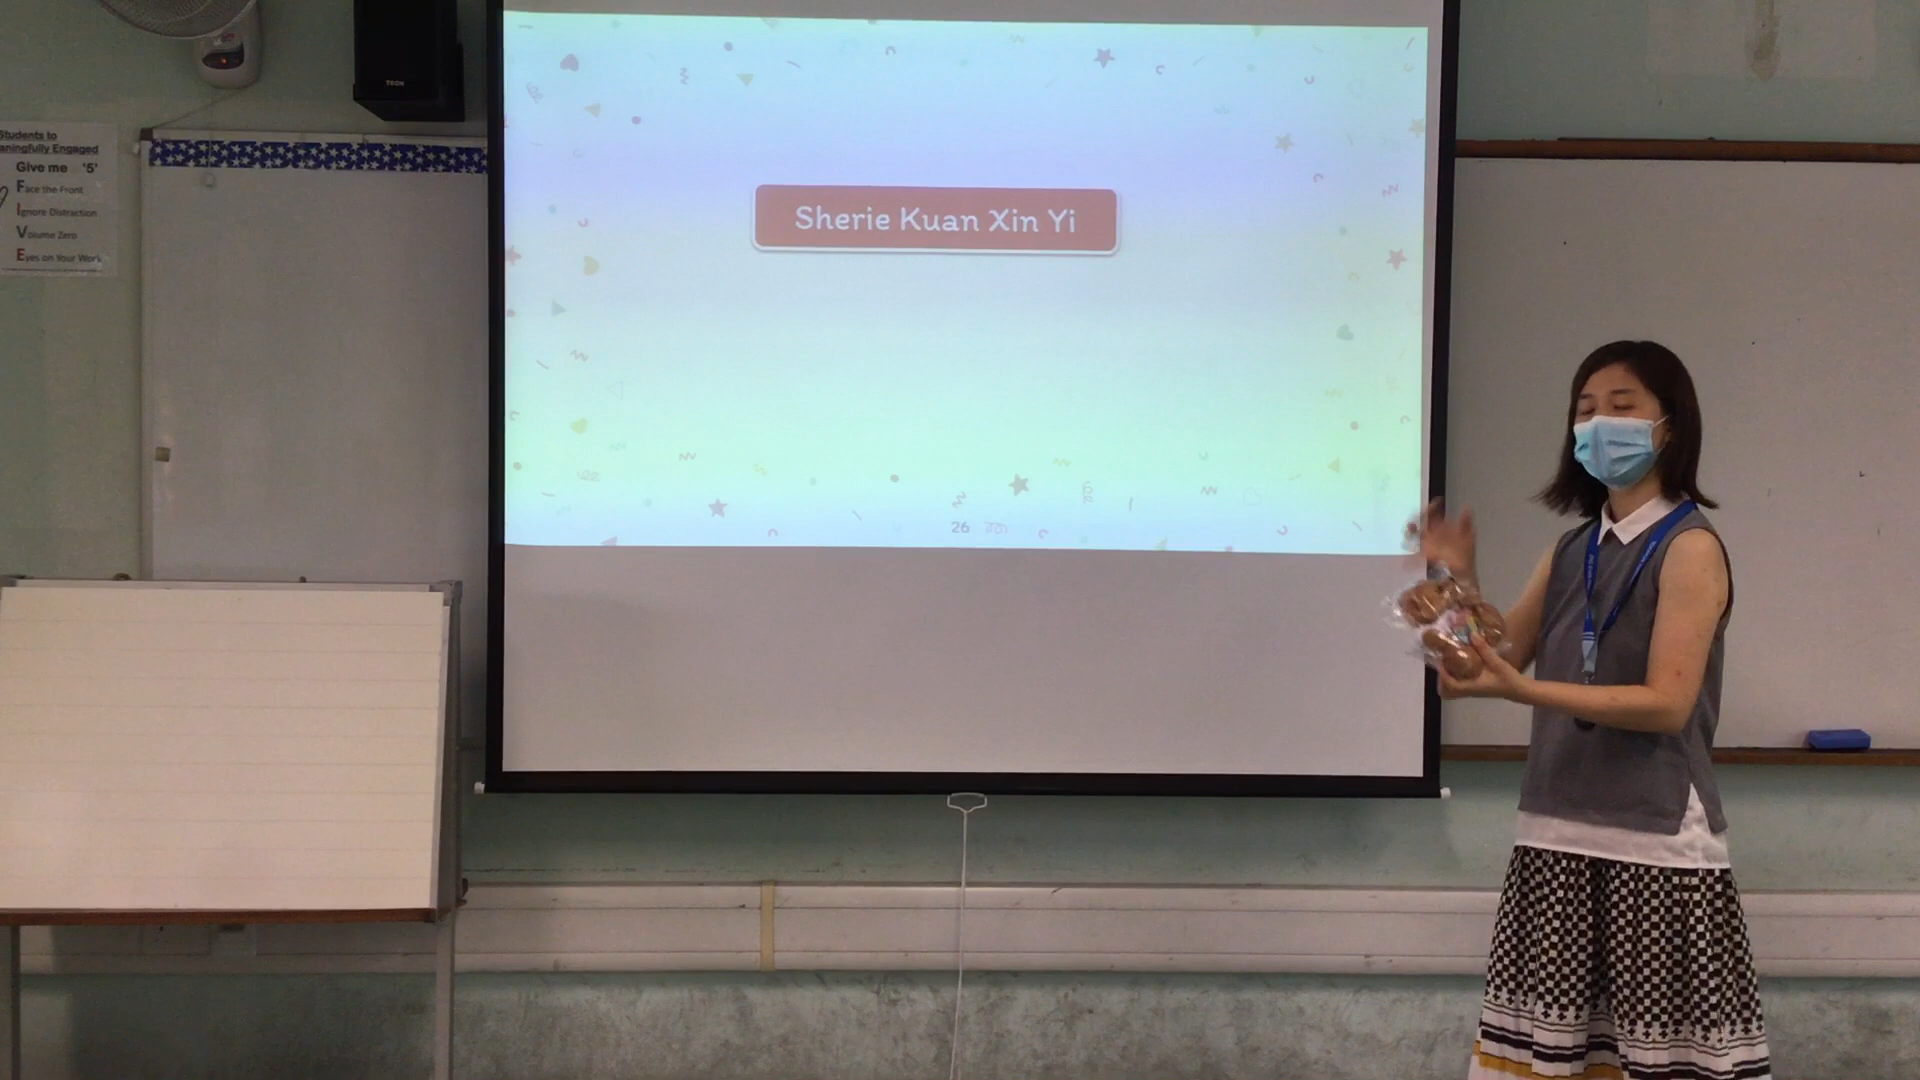 TECH
Students to
aningfully Engaged
Give me '5'
Face the Front
Ignore Distraction
Volume Zero
Eyes on Your Work
Sherie Kuan Xin Yi
26